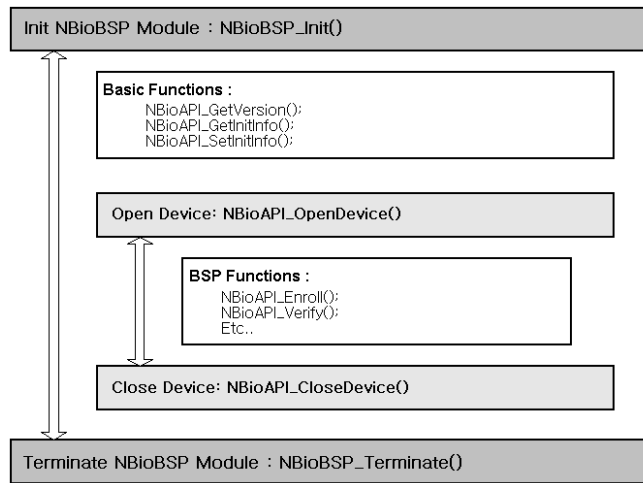 Init NBioBSP Module : NBioBSP_Init()
Basic Functions :
NBioAPI_GetVersion();
NBioAPI_GetInitInfo();
NBioAPI_SetInitInfo();
Open Device: NBioAPI_OpenDevice()
BSP Functions :
NBioAPI_Enroll();
NBioAPI_Verify();
Etc..
Close Device: NBioAPI_CloseDevice()
Terminate NBioBSP Module : NBioBSP_Terminate()